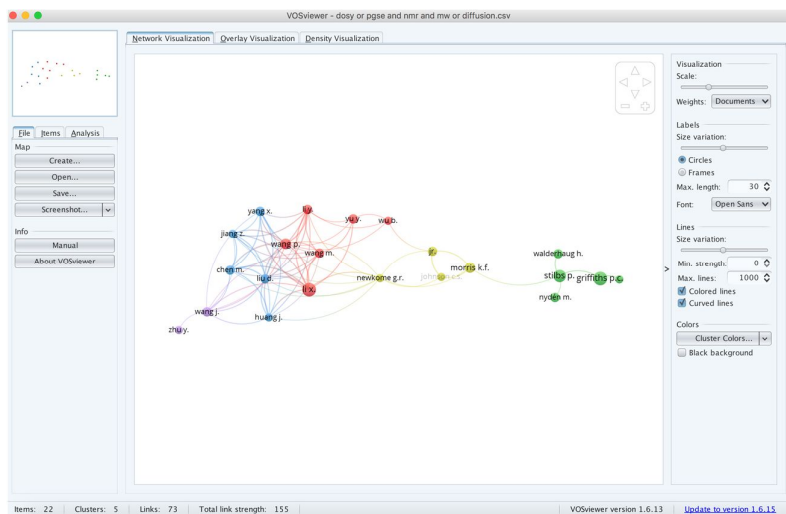 VOSviewer - dosy or pgse and nmr and mw or diffusion.csv
Network Visualization Overlay Visualization Density Visualization
File Items Analysis
Map
Create...
Open...
Save...
Screenshot...
Info
Manual
About VOSviewer
yang x.
li y.
yu y.
wu b.
jiang z.
wang p.
wang m.
jr.
walderhaug h.
chen m.
liu d.
newkome g.r.
johnson c.s.
morris k.f.
stilbs p.
griffiths p.c.
li x.
nydén m.
wang j.
huang j.
zhu y.
Visualization
Scale:
Weights: Documents
Labels
Size variation:
Circles
Frames
Max. length: 30
Font: Open Sans
Lines
Size variation:
Min. strength: 0
Max. lines: 1000
Colored lines
Curved lines
Colors
Cluster Colors...
Black background
Items: 22 Clusters: 5 Links: 73 Total link strength: 155 VOSviewer version 1.6.13 Update to version 1.6.15